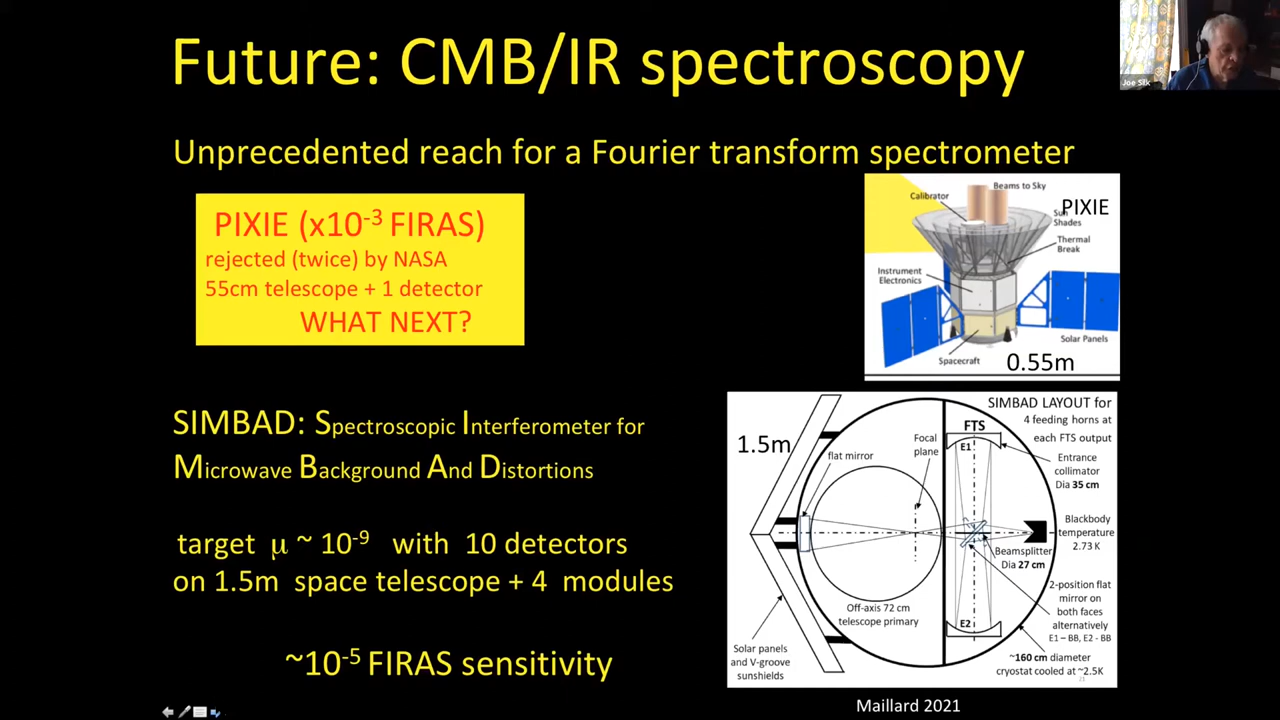 Future: CMB/IR spectroscopy
Joe Silk
Unprecedented reach for a Fourier transform spectrometer
PIXIE (x10⁻³ FIRAS)
rejected (twice) by NASA
55cm telescope + 1 detector
WHAT NEXT?
Beams to Sky
Calibrator
PIXIE
Sun
Shades
Thermal
Break
Instrument
Electronics
Solar Panels
Spacecraft
0.55m
SIMBAD: Spectroscopic Interferometer for
Microwave Background And Distortions
target μ ~ 10⁻⁹ with 10 detectors
on 1.5m space telescope + 4 modules
~10⁻⁵ FIRAS sensitivity
SIMBAD LAYOUT for
4 feeding horns at
each FTS output
1.5m
FTS
E1
Focal
plane
flat mirror
Entrance
collimator
Dia 35 cm
Blackbody
temperature
2.73 K
Beamsplitter
Dia 27 cm
2-position flat
mirror on
both faces
alternatively
E1 – BB, E2 - BB
Off-axis 72 cm
telescope primary
E2
Solar panels
and V-groove
sunshields
~160 cm diameter
cryostat cooled at ~2.5K
21
Maillard 2021